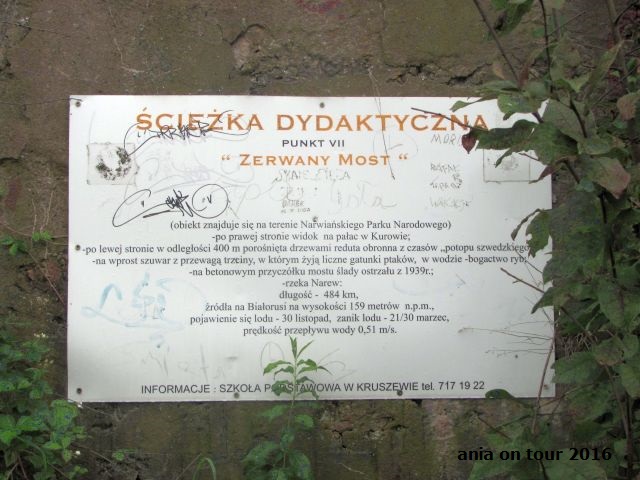 ŚCIEŻKA DYDAKTYCZNA
PUNKT VII
“ ZERWANY MOST ”
(obiekt znajduje się na terenie Narwiańskiego Parku Narodowego)
-po prawej stronie widok na pałac w Kurowie;
-po lewej stronie w odległości 400 m porośnięta drzewami reduta obronna z czasów „potopu szwedzkiego
-na wprost szuwar z przewagą trzciny, w którym żyją liczne gatunki ptaków, w wodzie -bogactwo ryb;
-na betonowym przyczółku mostu ślady ostrzału z 1939r.;
-rzeka Narew:
długość - 484 km,
źródła na Białorusi na wysokości 159 metrów n.p.m.,
pojawienie się lodu - 30 listopad, zanik lodu - 21/30 marzec,
prędkość przepływu wody 0,51 m/s.
INFORMACJE : SZKOŁA PODSTAWOWA W KRUSZEWIE tel. 717 19 22
ania on tour 2016